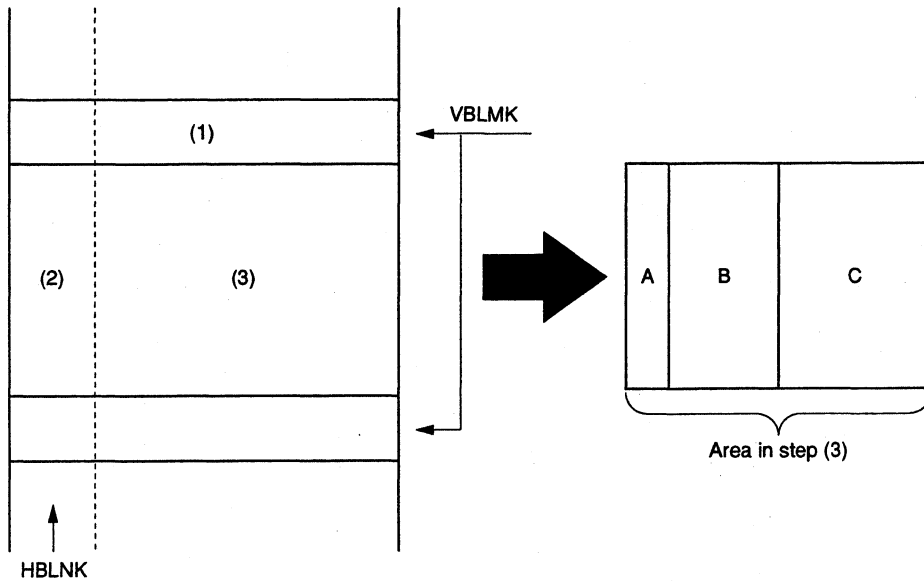 (1)
VBLMK
(2)
(3)
A
B
C
Area in step (3)
HBLNK